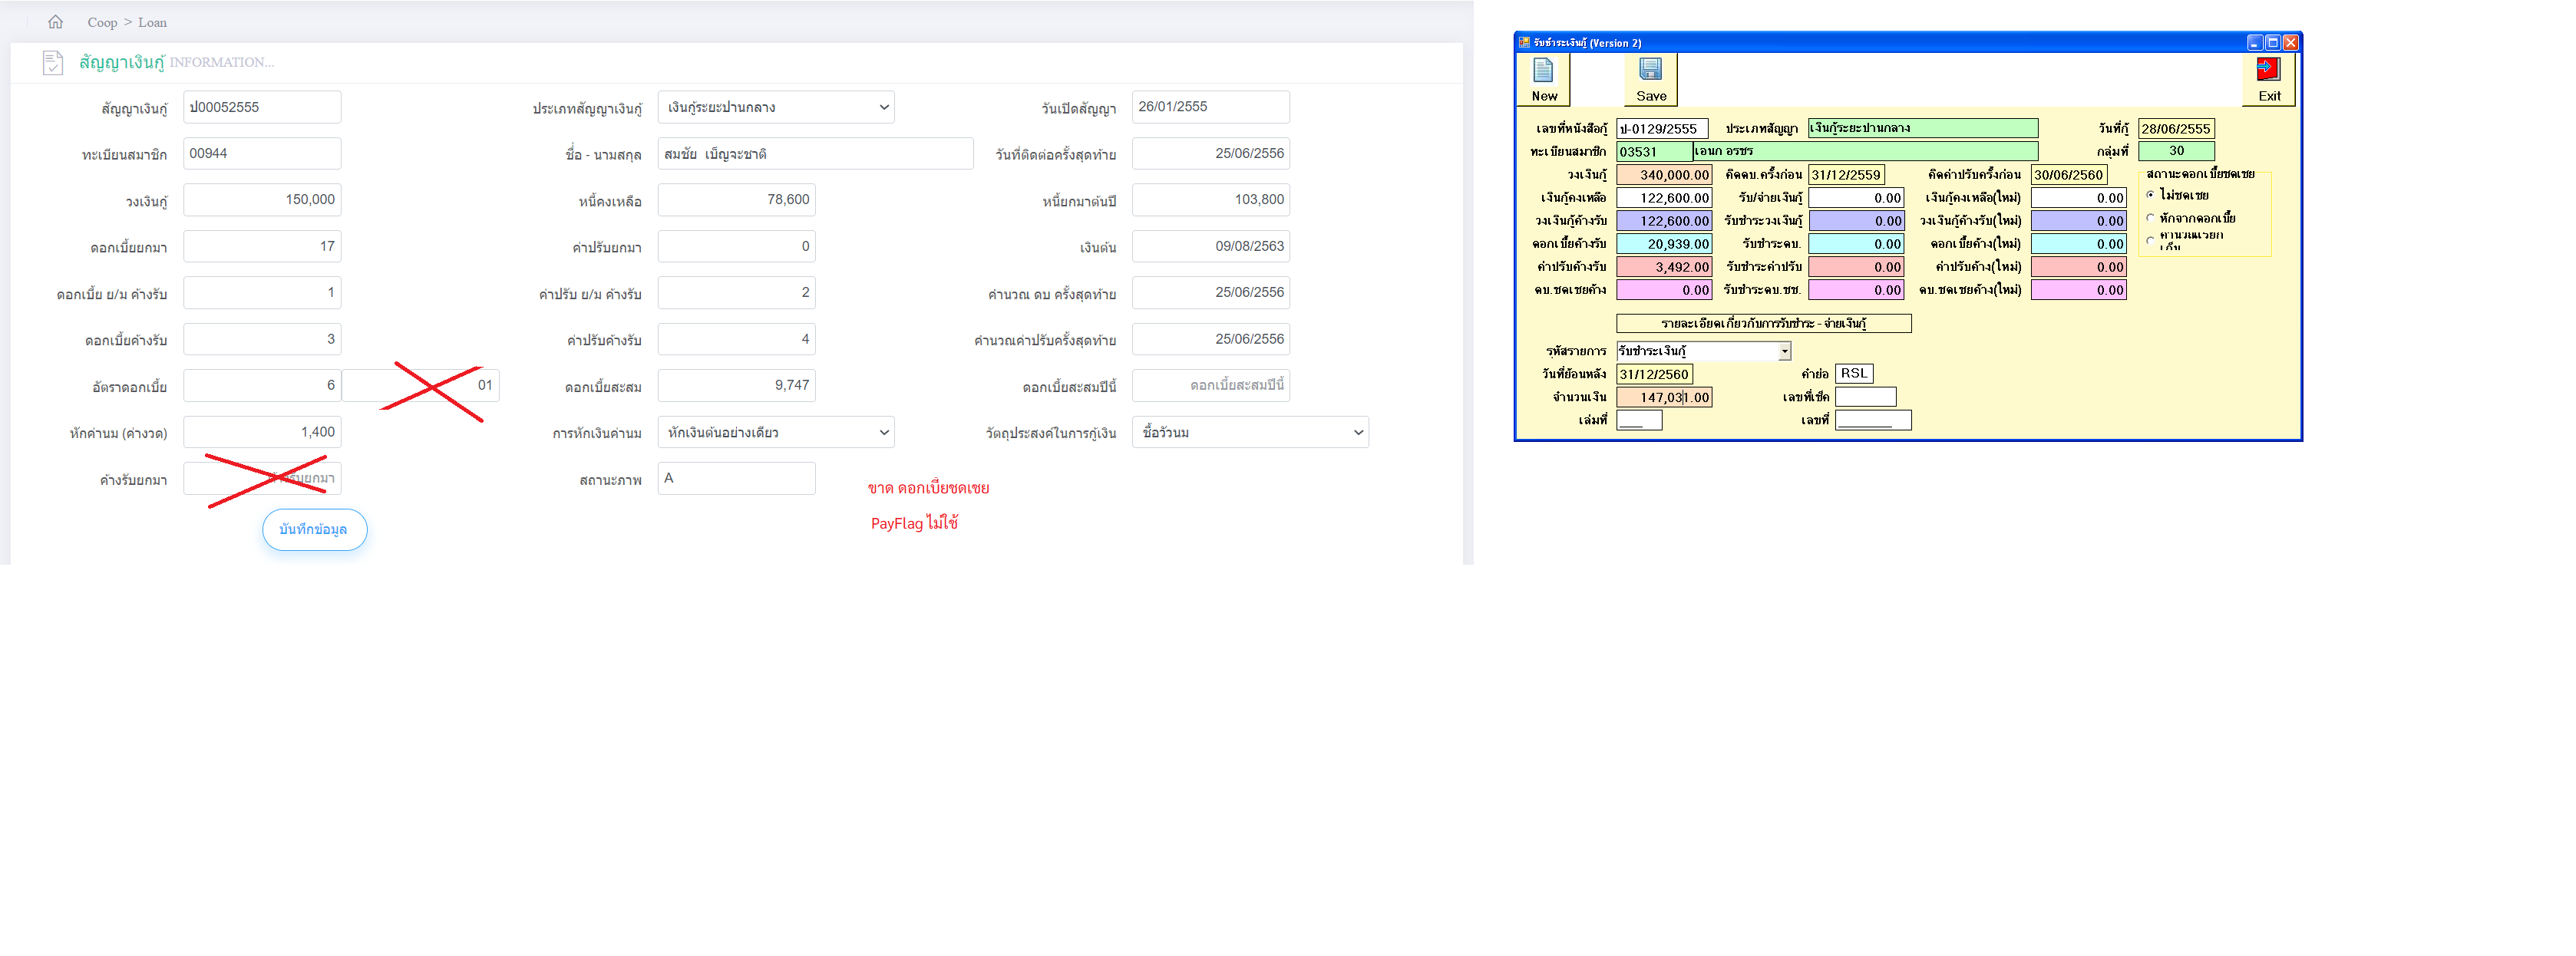 Coop > Loan
สัญญาเงินกู้ INFORMATION...
สัญญาเงินกู้ ป00052555 ประเภทสัญญาเงินกู้ เงินกู้ระยะปานกลาง วันเปิดสัญญา 26/01/2555
ทะเบียนสมาชิก 00944 ชื่อ - นามสกุล สมชัย เบ็ญจะชาติ วันที่ติดต่อครั้งสุดท้าย 25/06/2556
วงเงินกู้ 150,000 หนี้คงเหลือ 78,600 หนี้ยกมาต้นปี 103,800
ดอกเบี้ยยกมา 17 ค่าปรับยกมา 0 เงินต้น 09/08/2563
ดอกเบี้ย ย/ม ค้างรับ 1 ค่าปรับ ย/ม ค้างรับ 2 คำนวณ ดบ ครั้งสุดท้าย 25/06/2556
ดอกเบี้ยค้างรับ 3 ค่าปรับค้างรับ 4 คำนวณค่าปรับครั้งสุดท้าย 25/06/2556
อัตราดอกเบี้ย 6 01 ดอกเบี้ยสะสม 9,747 ดอกเบี้ยสะสมปีนี้ ดอกเบี้ยสะสมปีนี้
หักค่านม (ค่างวด) 1,400 การหักเงินค่านม หักเงินต้นอย่างเดียว วัตถุประสงค์ในการกู้เงิน ซื้อวัวนม
ค้างรับยกมา ค้างรับยกมา สถานะภาพ A
ขาด ดอกเบี้ยชดเชย
PayFlag ไม่ใช้
บันทึกข้อมูล
รับชำระเงินกู้ (Version 2)
New Save Exit
เลขที่หนังสือกู้ ป-0129/2555 ประเภทสัญญา เงินกู้ระยะปานกลาง วันที่กู้ 28/06/2555
ทะเบียนสมาชิก 03531 เอนก อรชร กลุ่มที่ 30
วงเงินกู้ 340,000.00 คิดดบ.ครั้งก่อน 31/12/2559 คิดค่าปรับครั้งก่อน 30/06/2560 สถานะดอกเบี้ยชดเชย
เงินกู้คงเหลือ 122,600.00 รับ/จ่ายเงินกู้ 0.00 เงินกู้คงเหลือ(ใหม่) 0.00 ไม่ชดเชย
วงเงินกู้ค้างรับ 122,600.00 รับชำระวงเงินกู้ 0.00 วงเงินกู้ค้างรับ(ใหม่) 0.00 หักจากดอกเบี้ย
ดอกเบี้ยค้างรับ 20,939.00 รับชำระดบ. 0.00 ดอกเบี้ยค้าง(ใหม่) 0.00
ค่าปรับค้างรับ 3,492.00 รับชำระค่าปรับ 0.00 ค่าปรับค้าง(ใหม่) 0.00
ดบ.ชดเชยค้าง 0.00 รับชำระดบ.ชช. 0.00 ดบ.ชดเชยค้าง(ใหม่) 0.00
รายละเอียดเกี่ยวกับการรับชำระ - จ่ายเงินกู้
รหัสรายการ รับชำระเงินกู้
วันที่ย้อนหลัง 31/12/2560 คำย่อ RSL
จำนวนเงิน 147,031.00 เลขที่เช็ค
เล่มที่ ___ เลขที่ _______